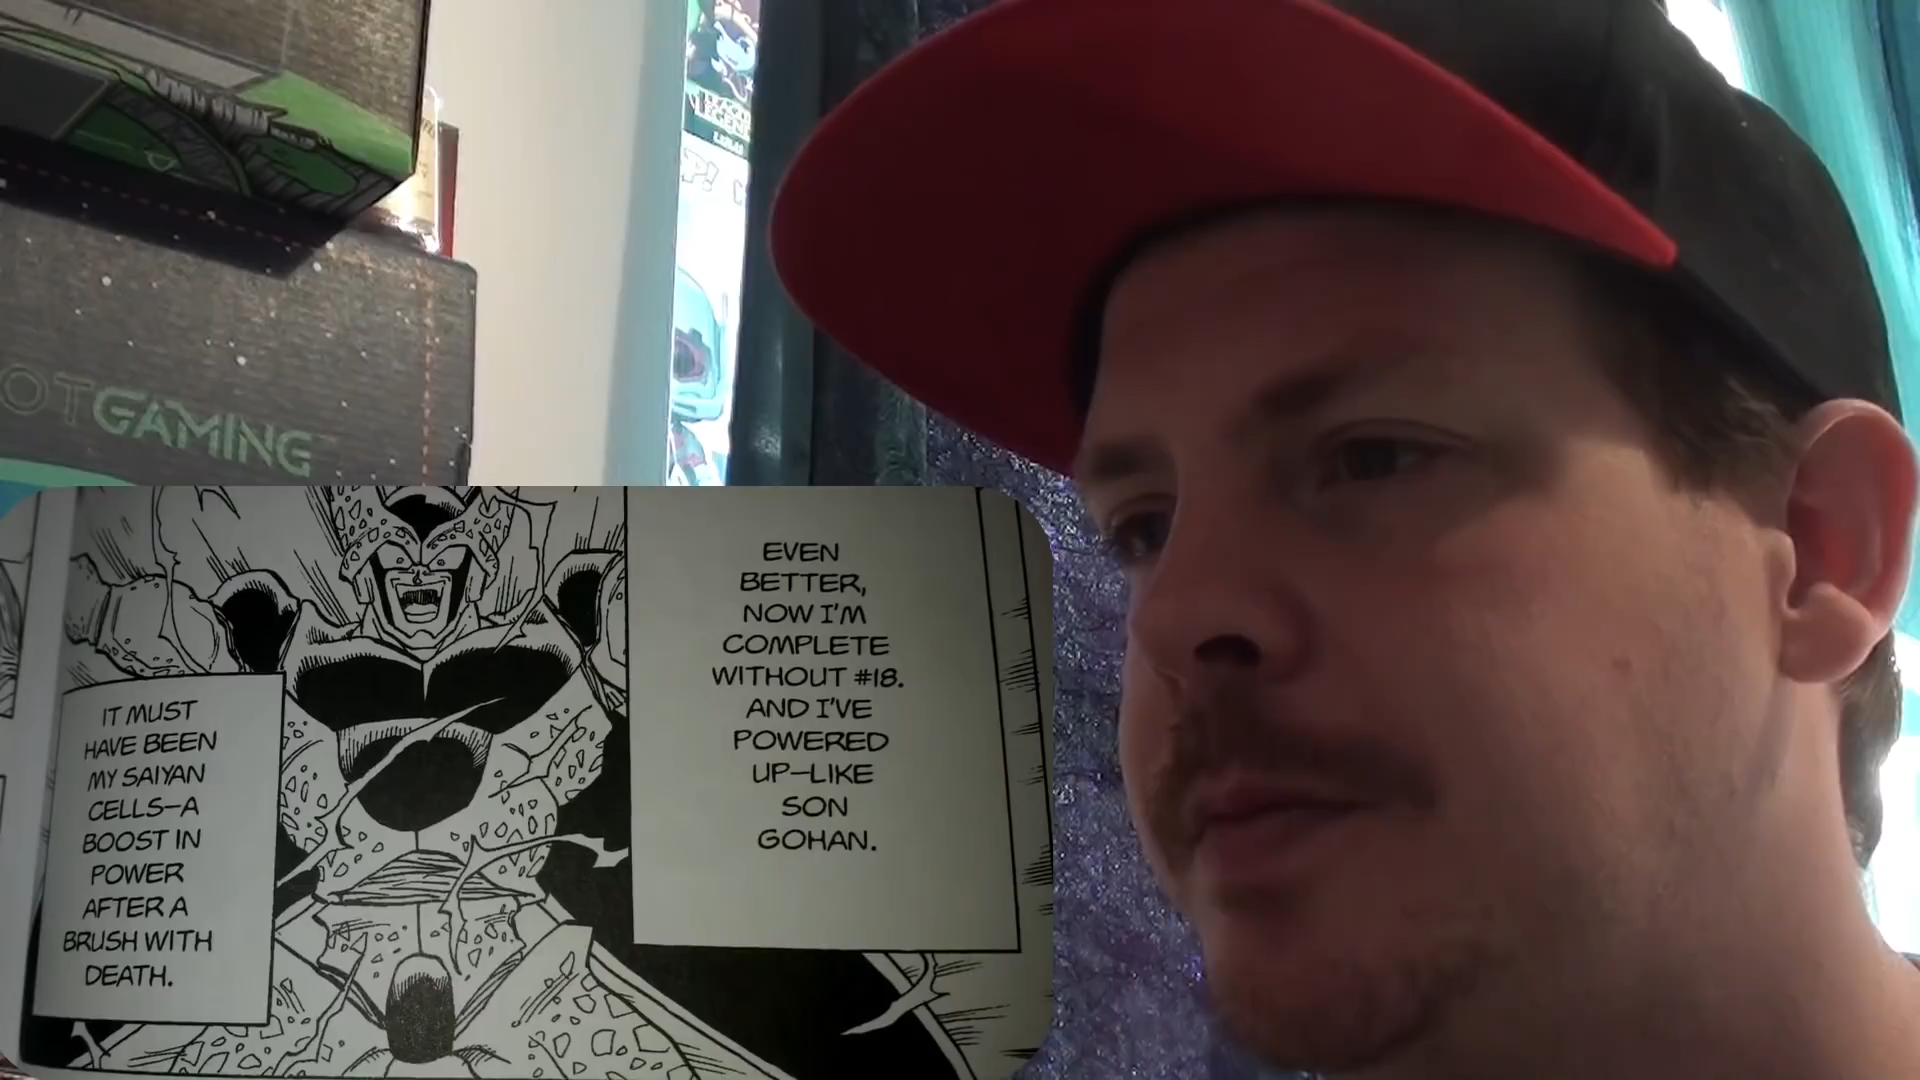 OTGAMING
EVEN
BETTER,
NOW I'M
COMPLETE
WITHOUT #18.
AND I'VE
POWERED
UP—LIKE
SON
GOHAN.
IT MUST
HAVE BEEN
MY SAIYAN
CELLS—A
BOOST IN
POWER
AFTER A
BRUSH WITH
DEATH.